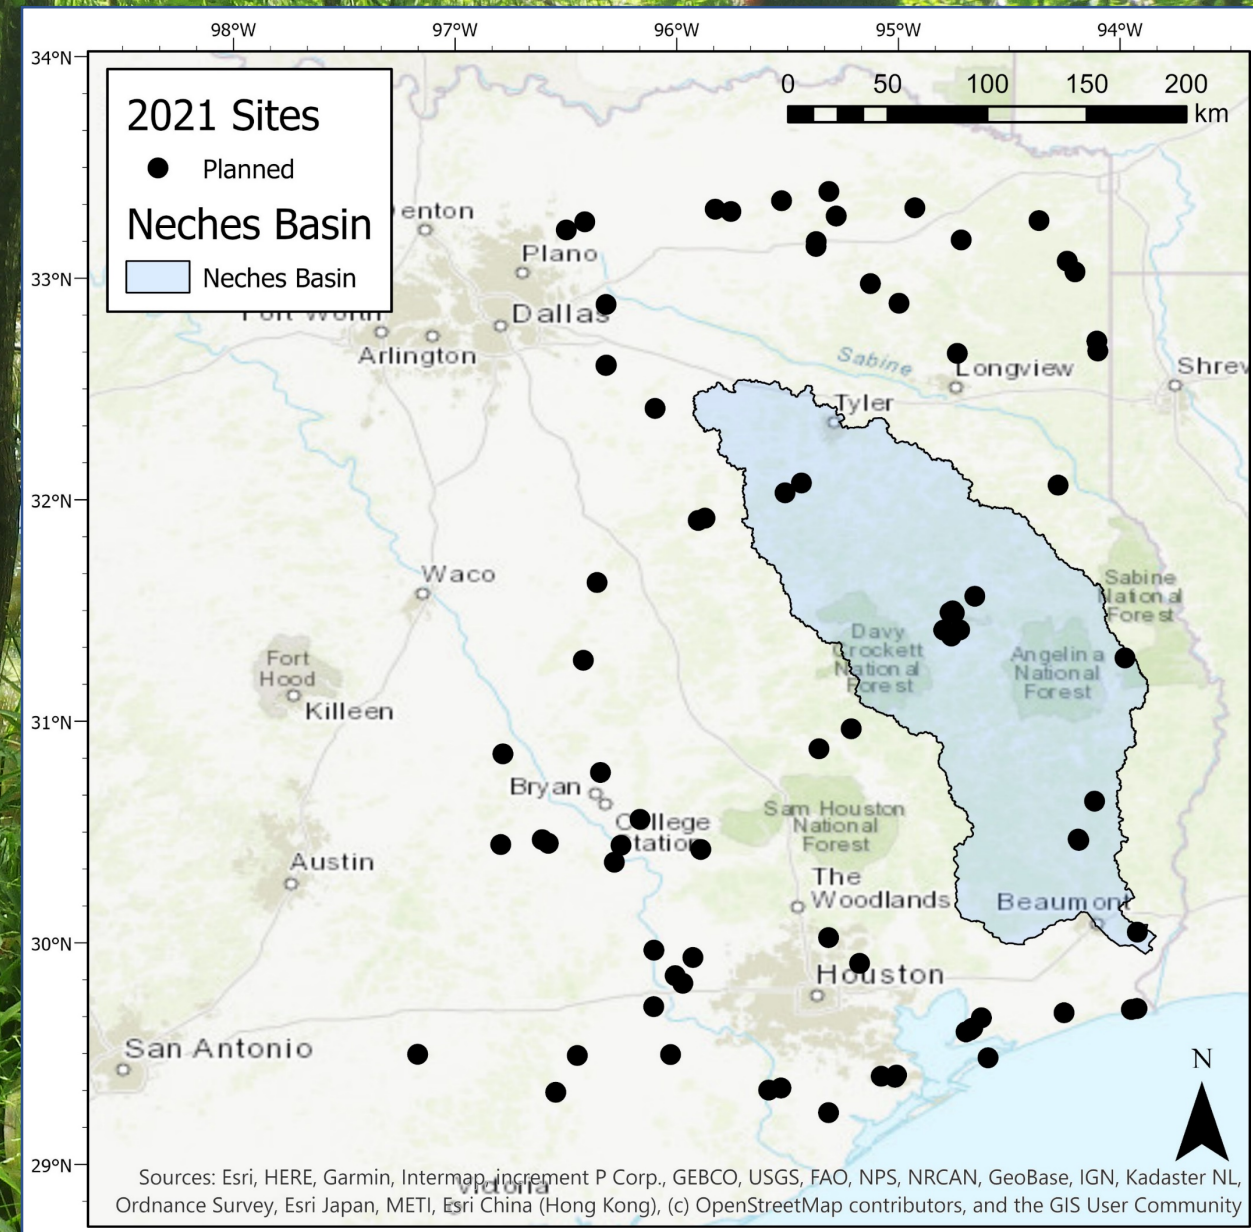 98°W 97°W 96°W 95°W 94°W
34°N
33°N
32°N
31°N
30°N
29°N
2021 Sites
Planned
Neches Basin
Neches Basin
0 50 100 150 200
km
enton
Plano
Dallas
Fort Worth
Arlington
Sabine
Longview
Shrev
Tyler
Waco
Sabine
National
Forest
Davy
Crockett
National
Forest
Angelina
National
Forest
Fort
Hood
Killeen
Bryan
College
Station
Sam Houston
National
Forest
Austin
The
Woodlands
Beaumont
Houston
San Antonio
N
Victoria
Sources: Esri, HERE, Garmin, Intermap, increment P Corp., GEBCO, USGS, FAO, NPS, NRCAN, GeoBase, IGN, Kadaster NL,
Ordnance Survey, Esri Japan, METI, Esri China (Hong Kong), (c) OpenStreetMap contributors, and the GIS User Community